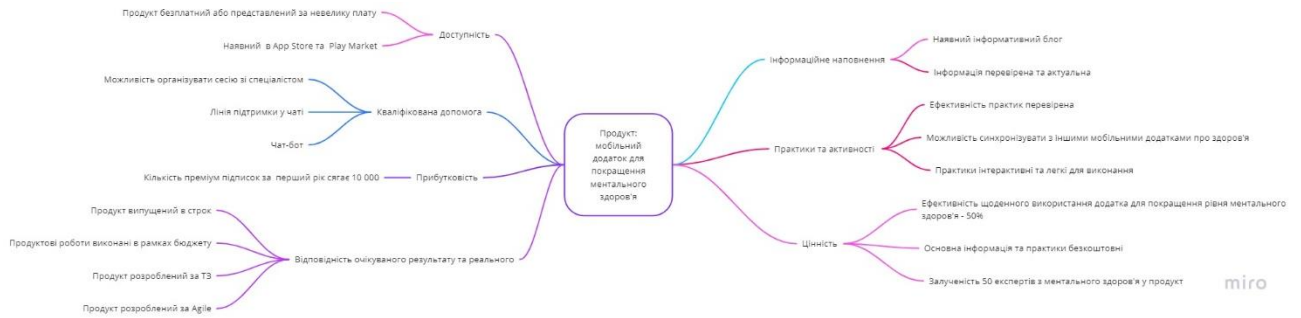 Продукт безплатний або представлений за невелику плату
Доступність
Наявний в App Store та Play Market
Можливість організувати сесію зі спеціалістом
Лінія підтримки у чаті
Кваліфікована допомога
Чат-бот
Кількість преміум підписок за перший рік сягає 10 000
Прибутковість
Продукт випущений в строк
Продуктові роботи виконані в рамках бюджету
Відповідність очікуваного результату та реального
Продукт розроблений за ТЗ
Продукт розроблений за Agile
Продукт:
мобільний
додаток для
покращення
ментального
здоров'я
Наявний інформативний блог
Інформаційне наповнення
Інформація перевірена та актуальна
Ефективність практик перевірена
Можливість синхронізувати з іншими мобільними додатками про здоров'я
Практики та активності
Практики інтерактивні та легкі для виконання
Ефективність щоденного використання додатка для покращення рівня ментального
здоров'я - 50%
Цінність
Основна інформація та практики безкоштовні
Залученість 50 експертів з ментального здоров'я у продукт
miro